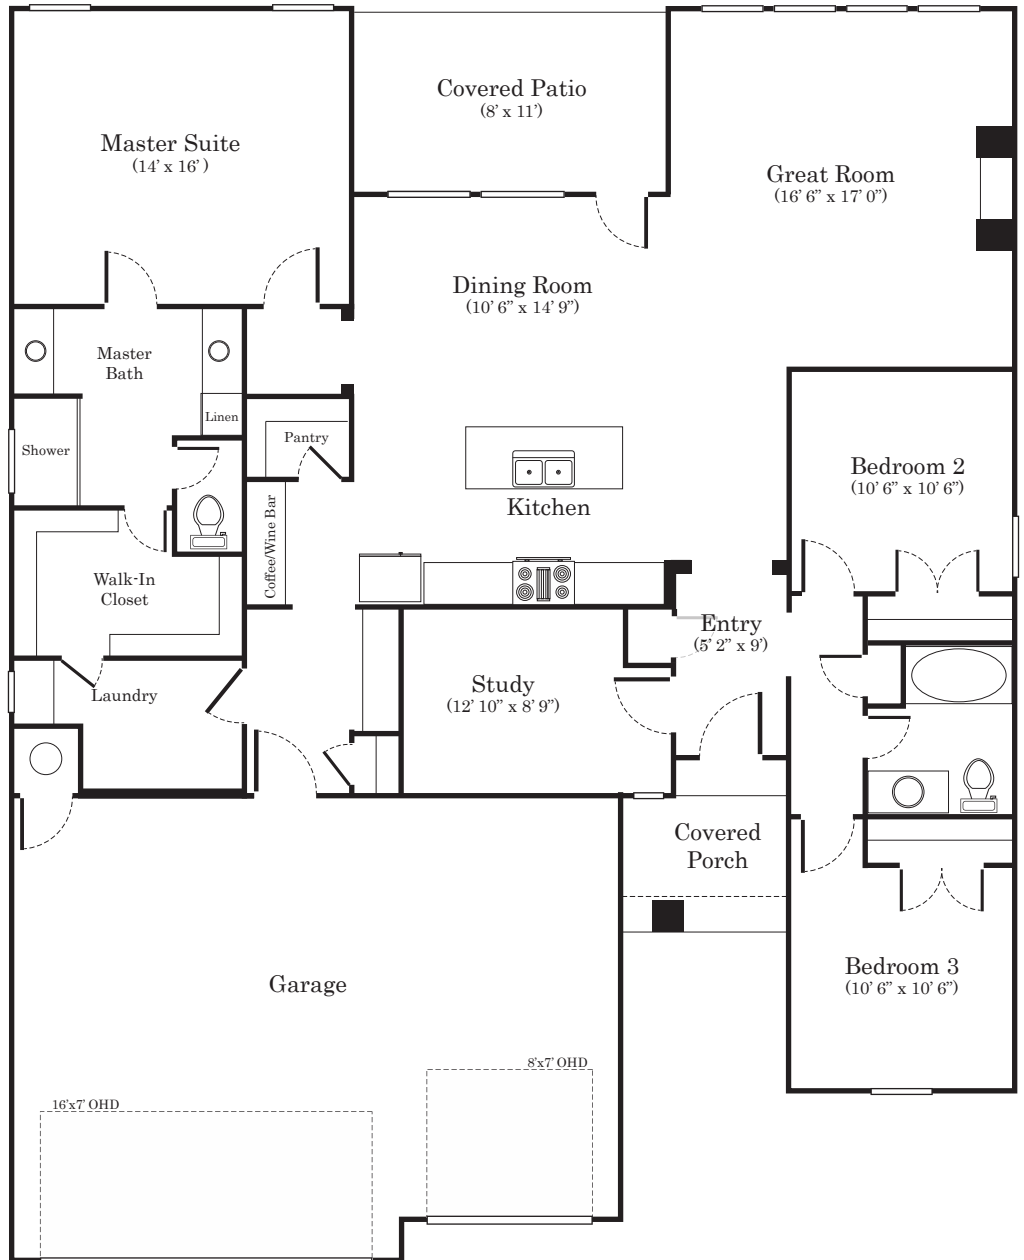 Covered Patio
(8’ x 11’)
Master Suite
(14’ x 16’ )
Great Room
(16’ 6” x 17’ 0”)
Dining Room
(10’ 6” x 14’ 9”)
Master
Bath
Linen
Shower
Pantry
Bedroom 2
(10’ 6” x 10’ 6”)
Kitchen
Coffee/Wine Bar
Walk-In
Closet
Entry
(5’ 2” x 9’)
Laundry
Study
(12’ 10” x 8’ 9”)
Covered
Porch
Garage
Bedroom 3
(10’ 6” x 10’ 6”)
8’x7’ OHD
16’x7’ OHD